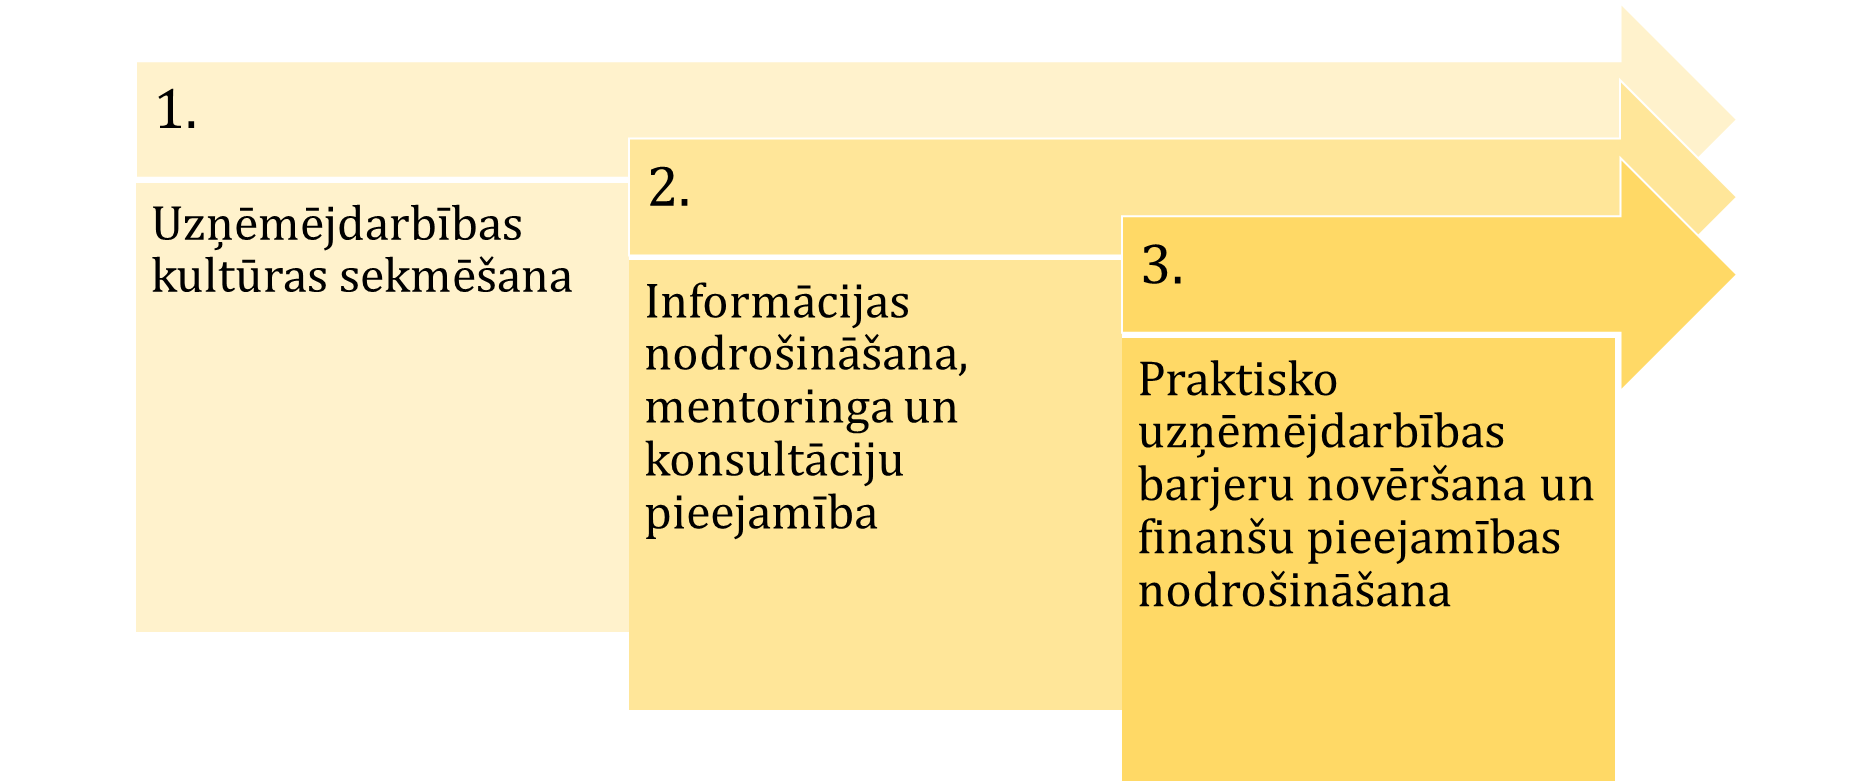 1.
Uzņēmējdarbības
kultūras sekmēšana
2.
Informācijas
nodrošināšana,
mentoringa un
konsultāciju
pieejamība
3.
Praktisko
uzņēmējdarbības
barjeru novēršana un
finanšu pieejamības
nodrošināšana